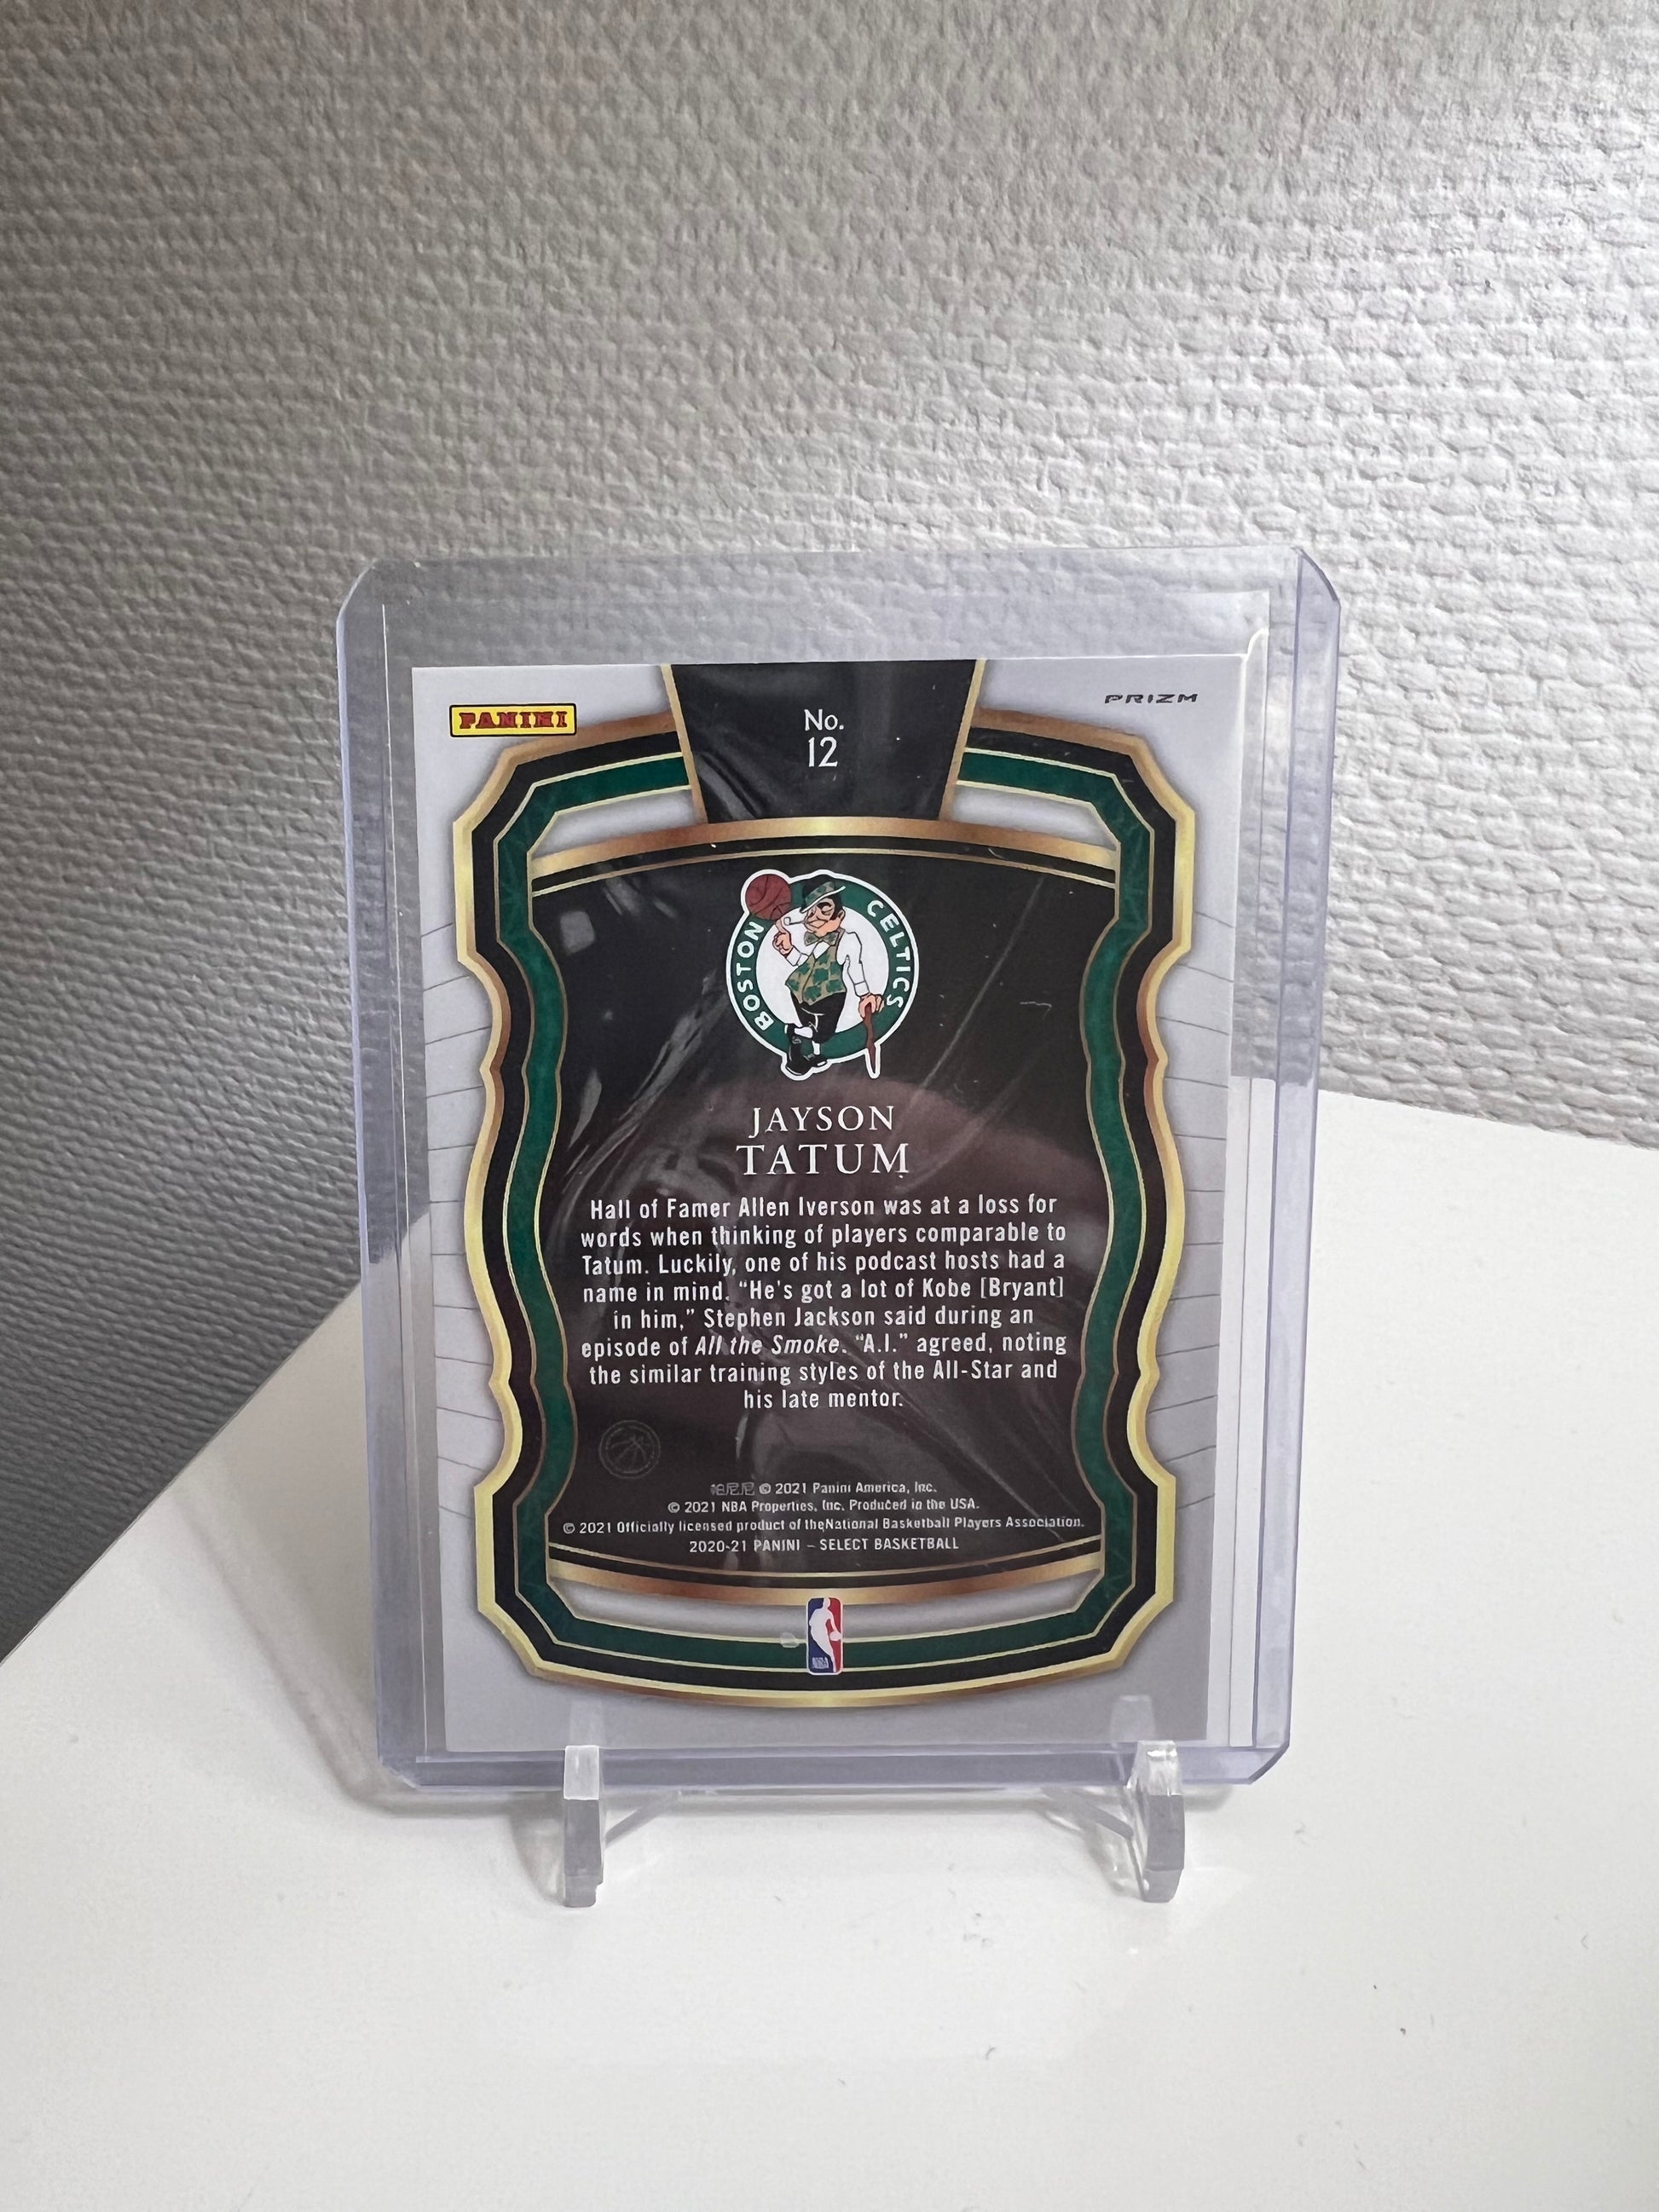 PANINI
PRIZM
No.
12
BOSTON CELTICS
JAYSON
TATUM
Hall of Famer Allen Iverson was at a loss for
words when thinking of players comparable to
Tatum. Luckily, one of his podcast hosts had a
name in mind. “He's got a lot of Kobe [Bryant]
in him,” Stephen Jackson said during an
episode of All the Smoke. “A.I.” agreed, noting
the similar training styles of the All-Star and
his late mentor.
帕尼尼 © 2021 Panini America, Inc.
© 2021 NBA Properties, Inc. Produced in the USA.
© 2021 Officially licensed product of the National Basketball Players Association.
2020-21 PANINI – SELECT BASKETBALL